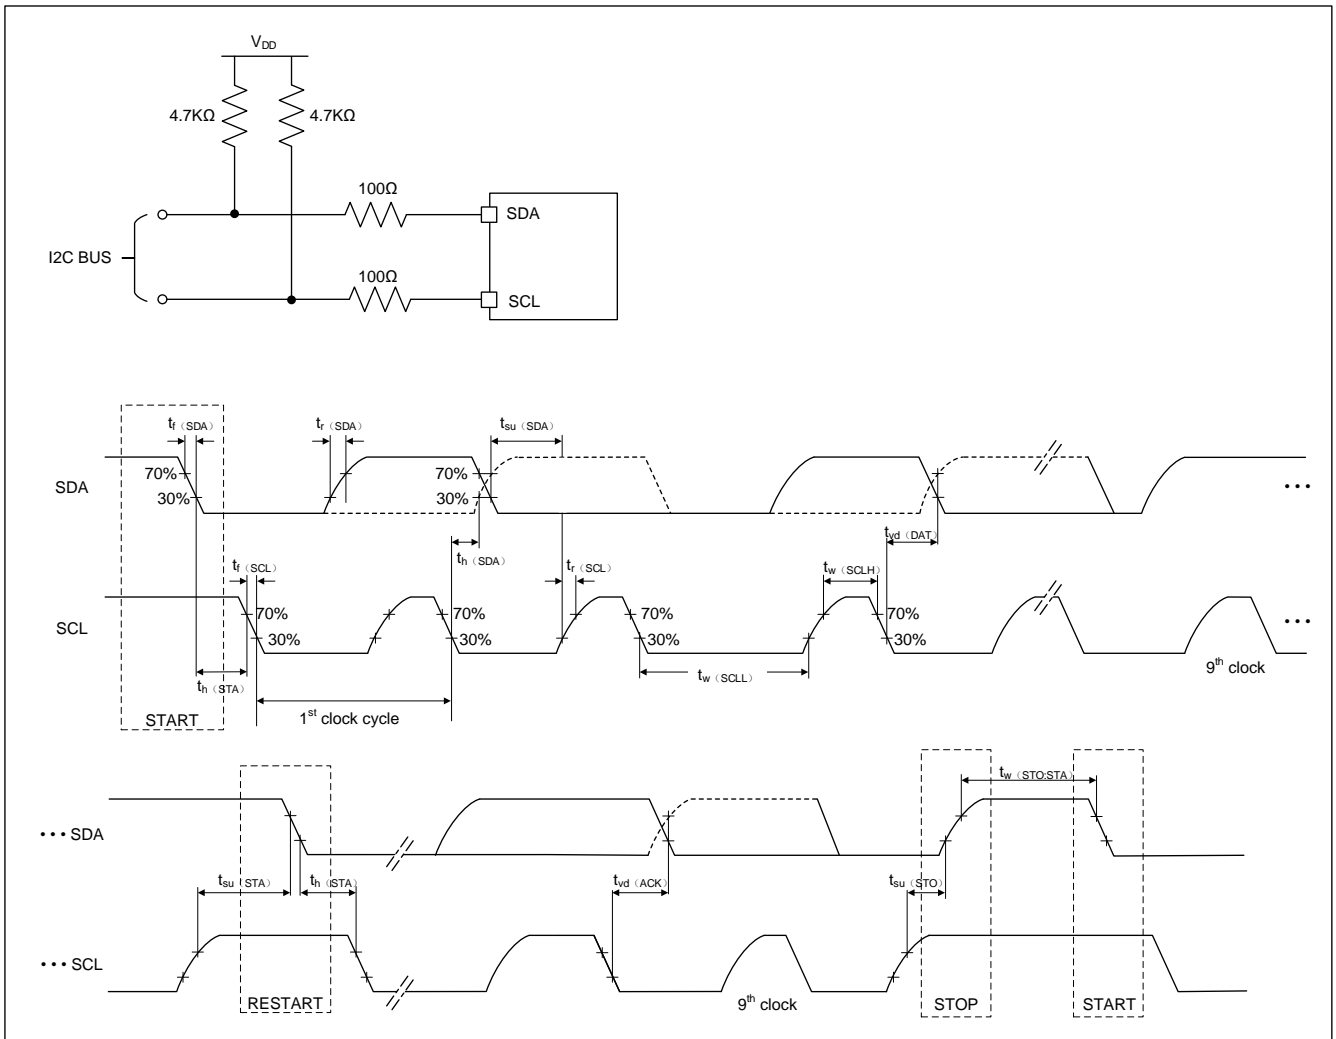 VDD
4.7KΩ 4.7KΩ
100Ω
SDA
I2C BUS
100Ω
SCL
tf（SDA） tr（SDA） tsu（SDA）
70% 70%
SDA 30% 30% •••
th（SDA） tvd（DAT）
tf（SCL） tr（SCL） tw（SCLH）
70% 70% 70% 70%
SCL 30% 30% 30% 30% •••
th（STA） tw（SCLL） 9th clock
START 1st clock cycle
tw（STO:STA）
•••SDA
tsu（STA） th（STA） tvd（ACK） tsu（STO）
•••SCL
RESTART 9th clock STOP START